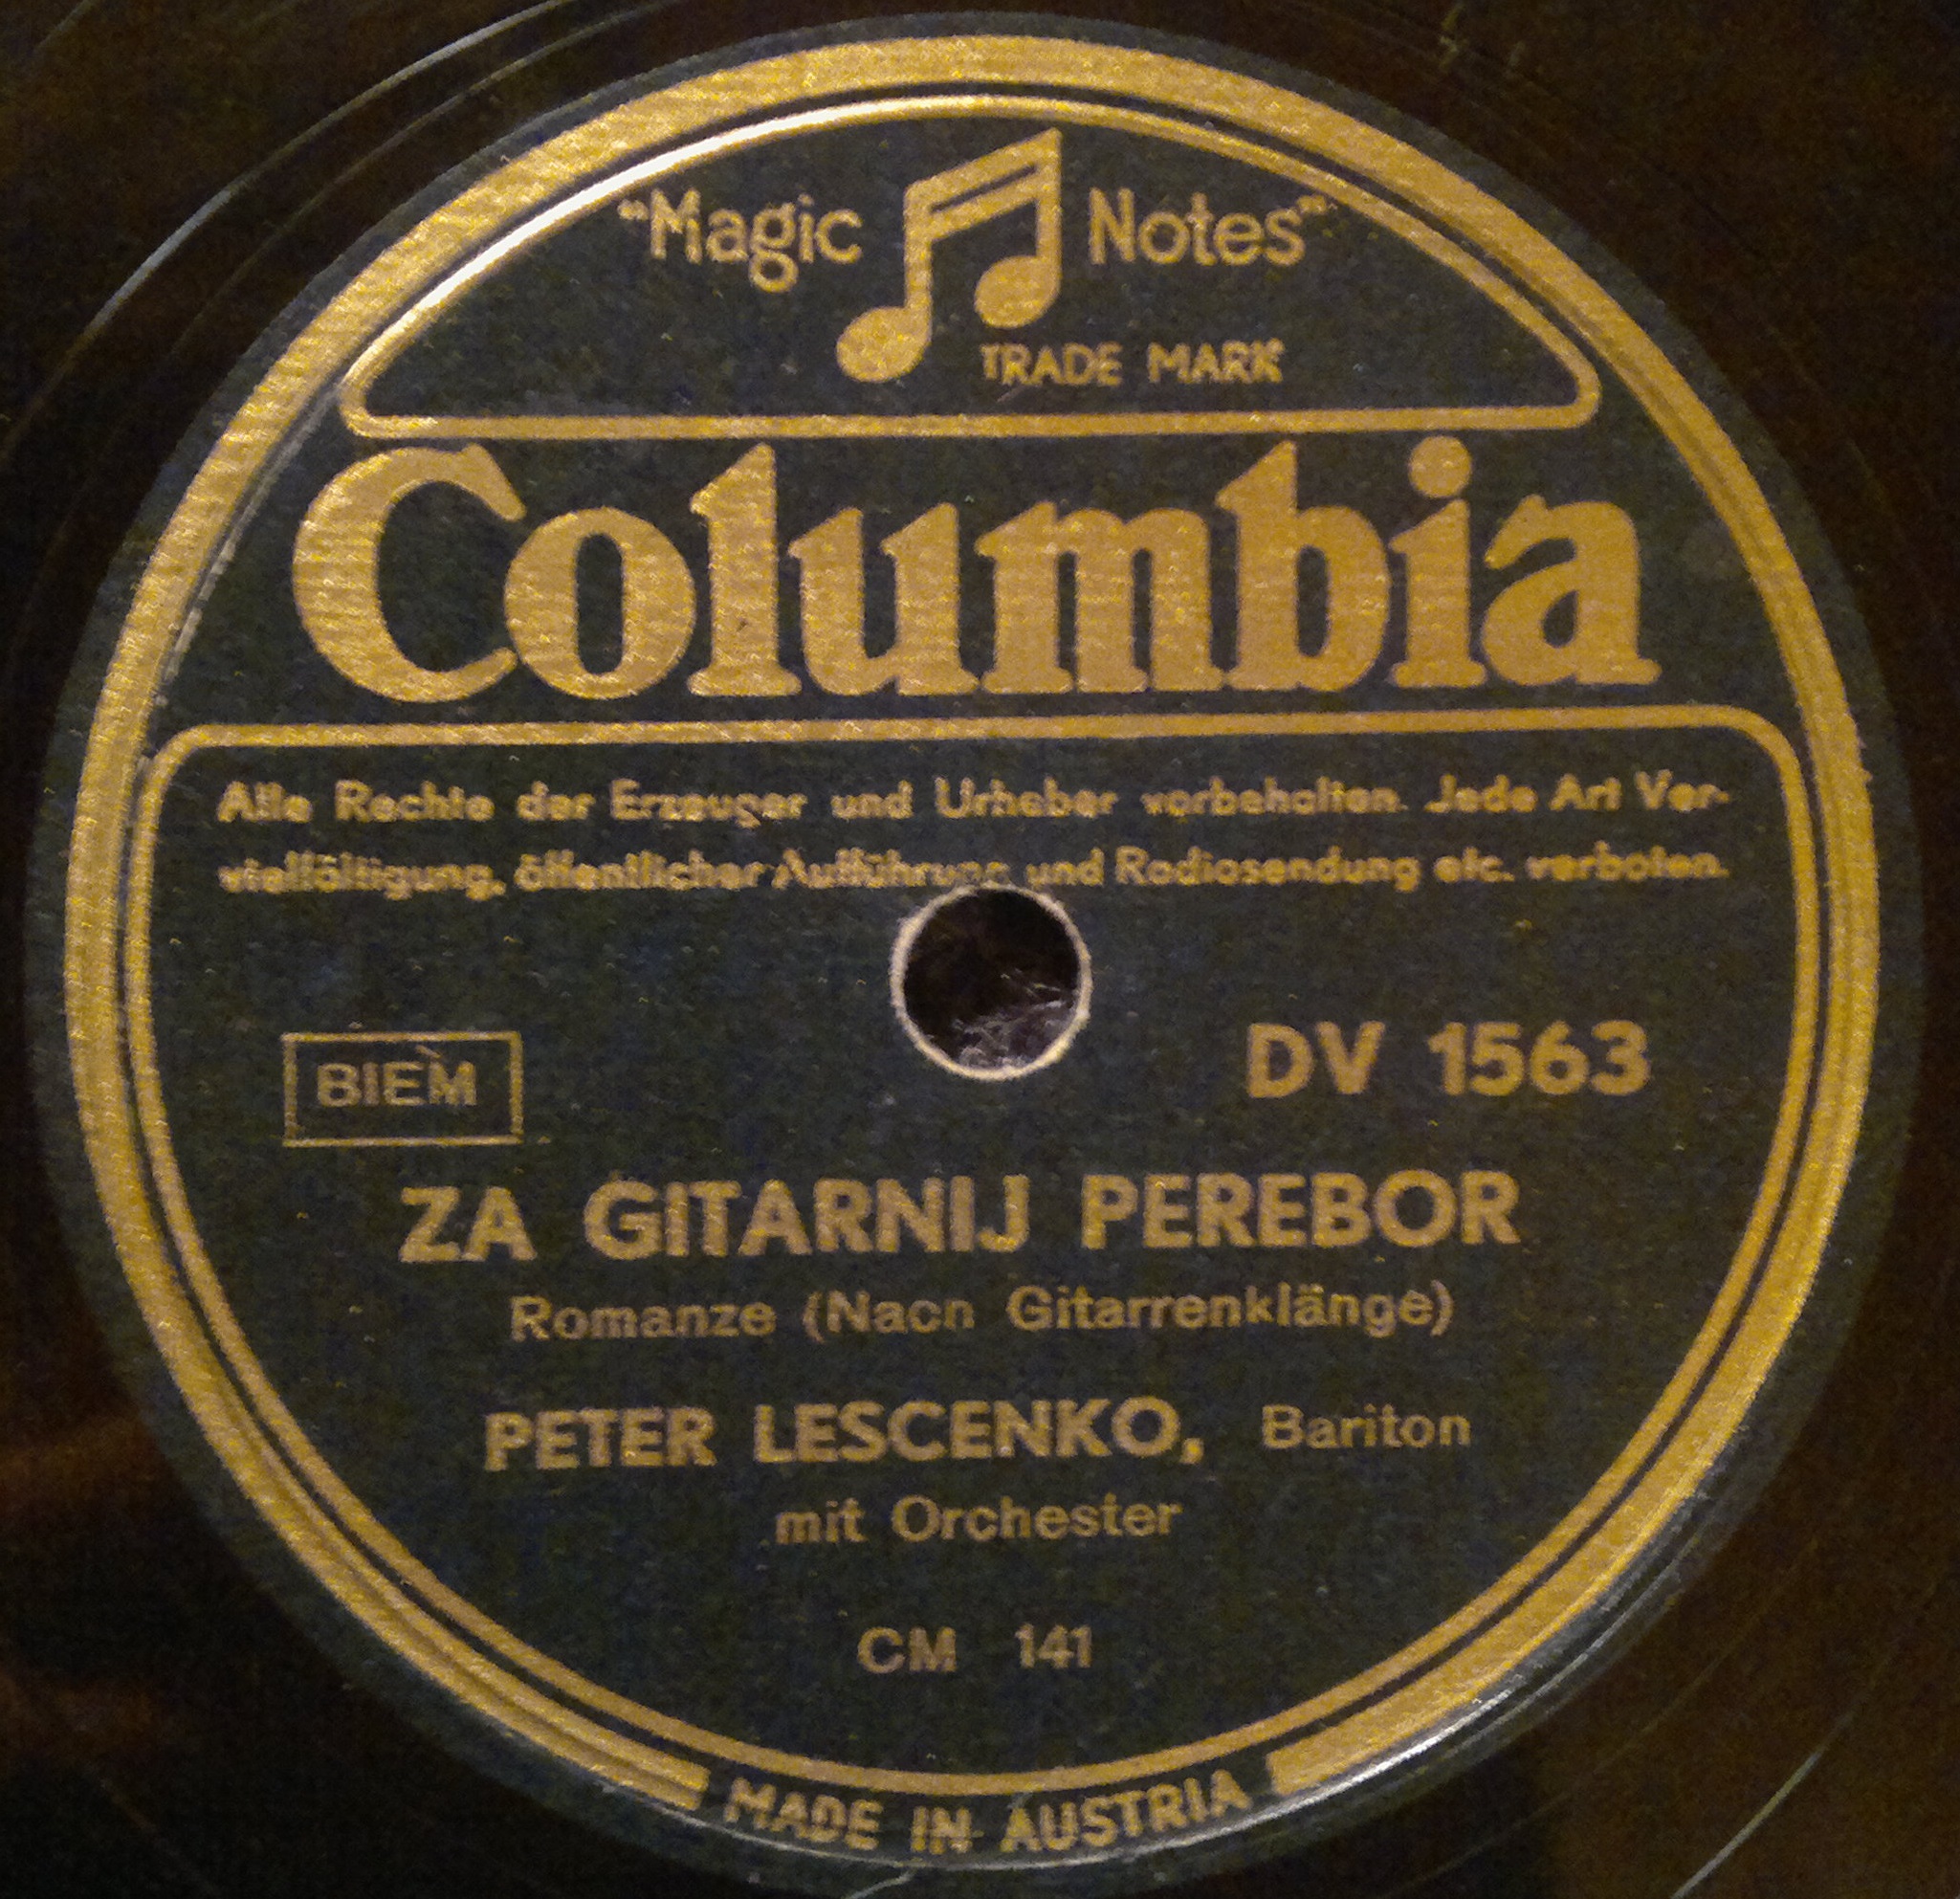 "Magic Notes"
TRADE MARK
Columbia
Alle Rechte der Erzeuger und Urheber vorbehalten. Jede Art Ver-
vielfältigung, öffentlicher Aufführung und Radiosendung etc. verboten.
BIEM
DV 1563
ZA GITARNIJ PEREBOR
Romanze (Nacn Gitarrenklänge)
PETER LESCENKO, Bariton
mit Orchester
CM 141
MADE IN AUSTRIA